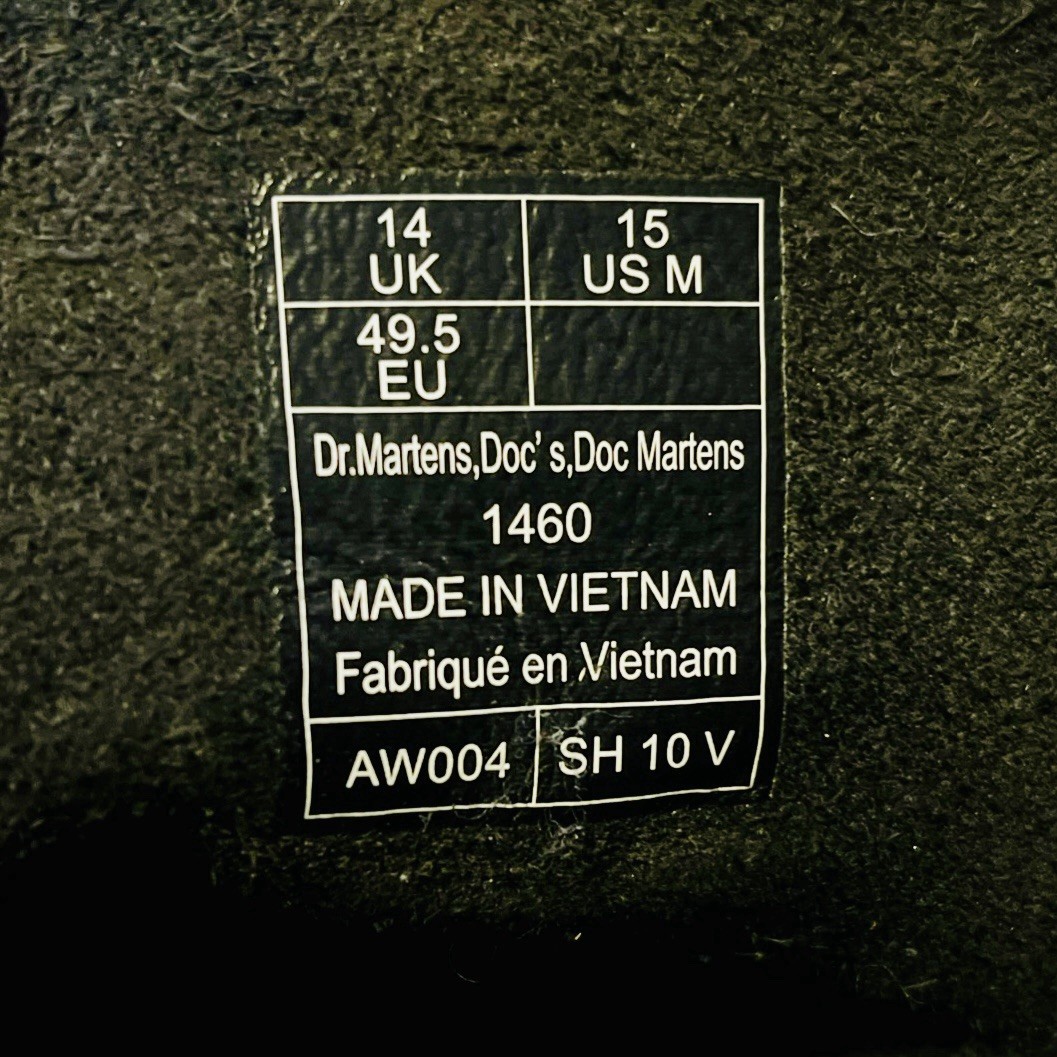 14
UK
15
US M
49.5
EU
Dr.Martens,Doc's,Doc Martens
1460
MADE IN VIETNAM
Fabriqué en Vietnam
AW004
SH 10 V